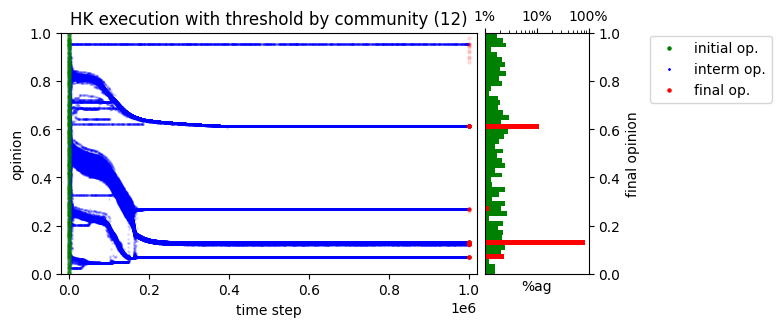 HK execution with threshold by community (12)
1% 10% 100%
initial op.
interm op.
final op.
1.0
0.8
0.6
0.4
0.2
0.0
opinion
0.0 0.2 0.4 0.6 0.8 1.0
1e6
time step
1.0
0.8
0.6
0.4
0.2
0.0
final opinion
%ag